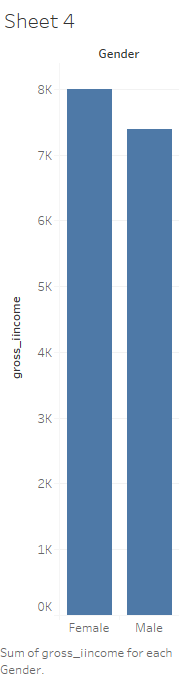 Sheet 4
Gender
8K
7K
6K
5K
4K
3K
2K
1K
0K
gross_iincome
Female Male
Sum of gross_iincome for each
Gender.